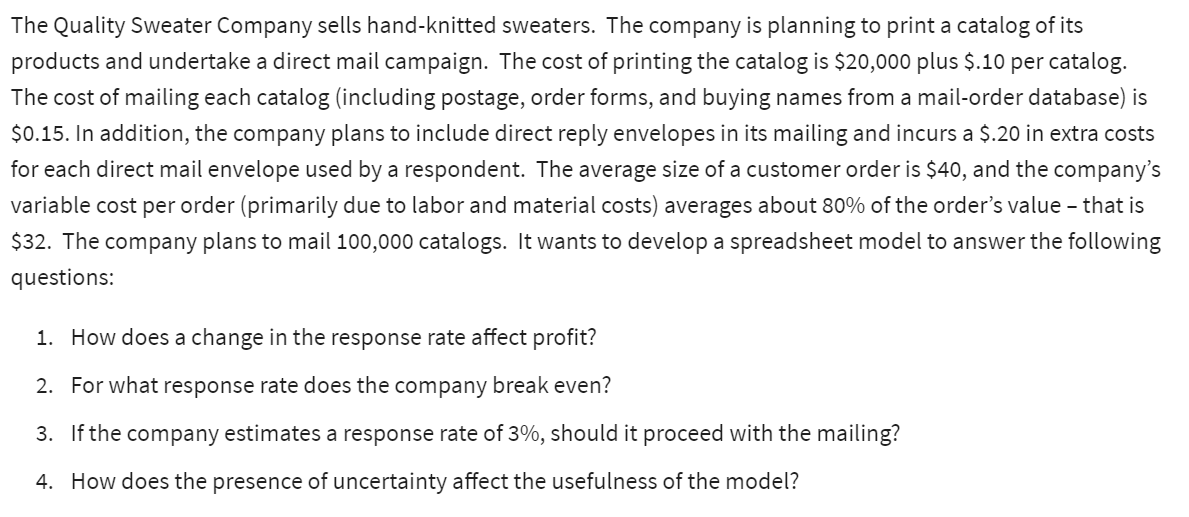 The Quality Sweater Company sells hand-knitted sweaters.  The company is planning to print a catalog of its
products and undertake a direct mail campaign.  The cost of printing the catalog is $20,000 plus $.10 per catalog.
The cost of mailing each catalog (including postage, order forms, and buying names from a mail-order database) is
$0.15. In addition, the company plans to include direct reply envelopes in its mailing and incurs a $.20 in extra costs
for each direct mail envelope used by a respondent.  The average size of a customer order is $40, and the company’s
variable cost per order (primarily due to labor and material costs) averages about 80% of the order’s value – that is
$32.  The company plans to mail 100,000 catalogs.  It wants to develop a spreadsheet model to answer the following
questions:
1. How does a change in the response rate affect profit?
2. For what response rate does the company break even?
3. If the company estimates a response rate of 3%, should it proceed with the mailing?
4. How does the presence of uncertainty affect the usefulness of the model?